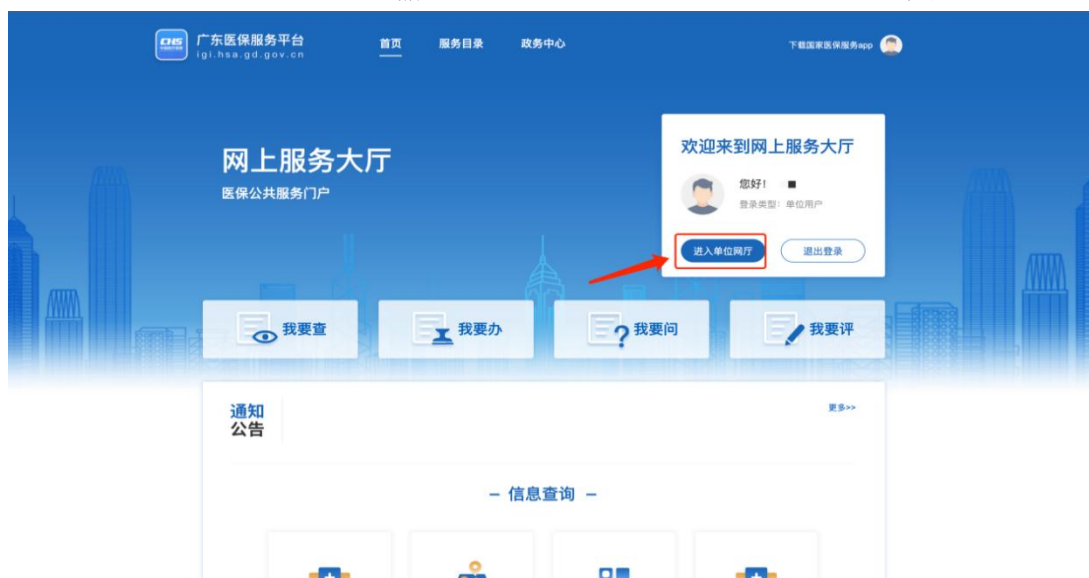 广东医保服务平台
igi.hsa.gd.gov.cn
首页
服务目录
政务中心
下载国家医保服务app
网上服务大厅
医保公共服务门户
欢迎来到网上服务大厅
您好！
登录类型：单位用户
进入单位网厅
退出登录
我要查
我要办
我要问
我要评
通知
公告
更多>>
– 信息查询 –